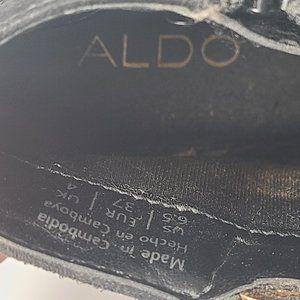 ALDO
US | EUR | UK
6.5 | 37 | 4
Hecho en Camboya
Made in Cambodia